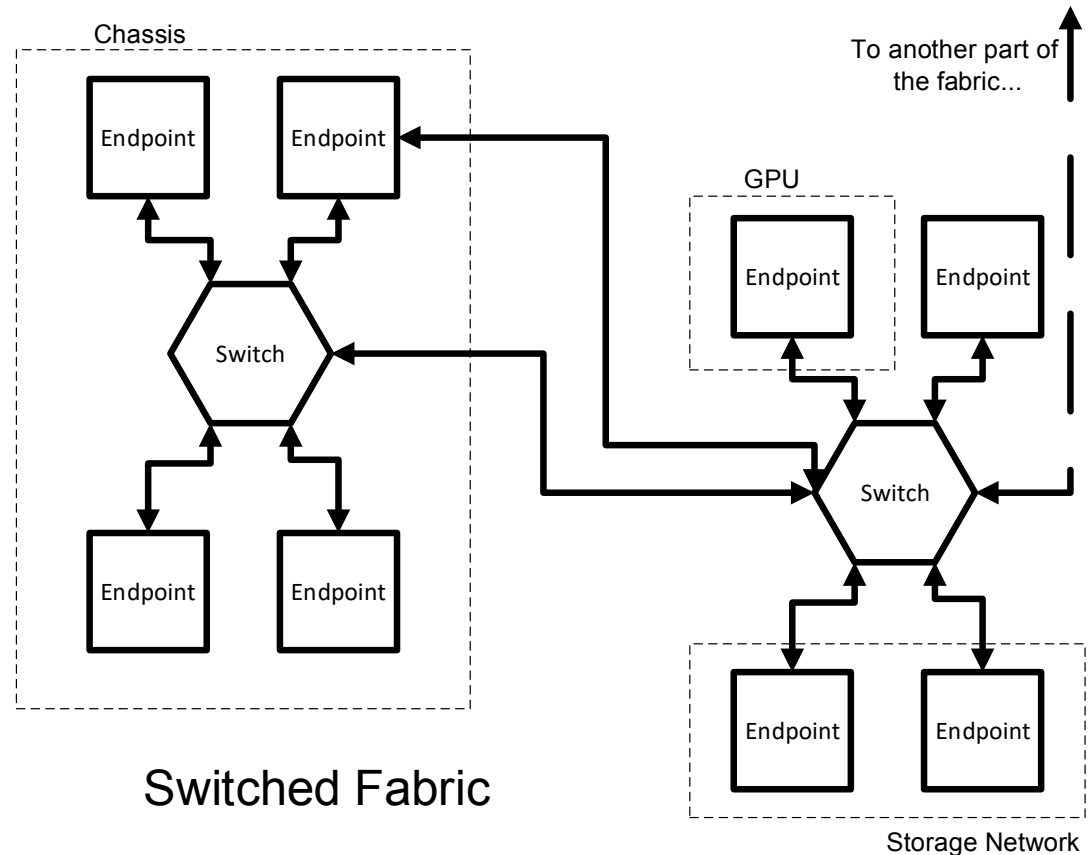 Chassis
To another part of
the fabric...
Endpoint
Endpoint
GPU
Endpoint
Endpoint
Switch
Switch
Endpoint
Endpoint
Endpoint
Endpoint
Switched Fabric
Storage Network